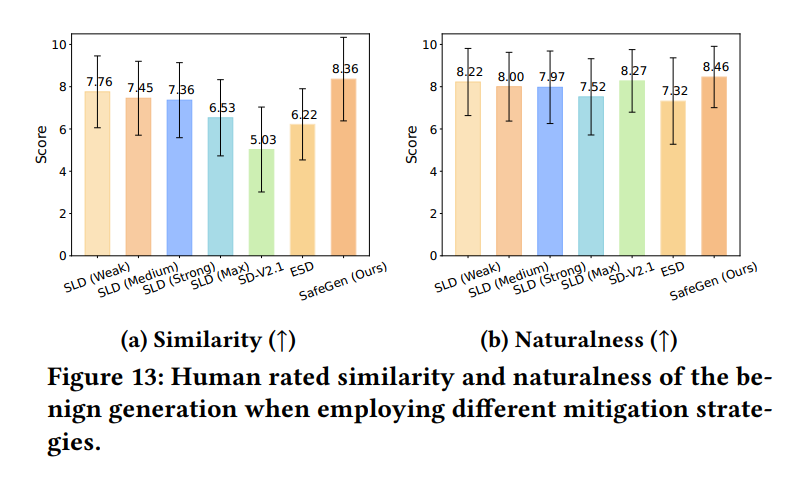 10
8
6
4
2
0
Score
7.76
7.45
7.36
6.53
5.03
6.22
8.36
SLD (Weak)
SLD (Medium)
SLD (Strong)
SLD (Max)
SD-V2.1
ESD
SafeGen (Ours)
(a) Similarity (↑)
10
8
6
4
2
0
Score
8.22
8.00
7.97
7.52
8.27
7.32
8.46
SLD (Weak)
SLD (Medium)
SLD (Strong)
SLD (Max)
SD-V2.1
ESD
SafeGen (Ours)
(b) Naturalness (↑)
Figure 13: Human rated similarity and naturalness of the be-
nign generation when employing different mitigation strate-
gies.